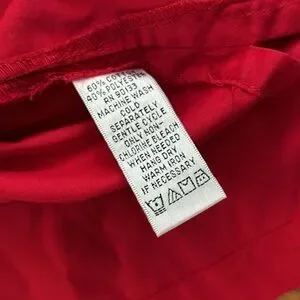 60% COTTON
40% POLYESTER
RN 90133
MACHINE WASH
COLD
SEPARATELY
GENTLE CYCLE
ONLY NON-
CHLORINE BLEACH
WHEN NEEDED
HANG DRY
WARM IRON
IF NECESSARY